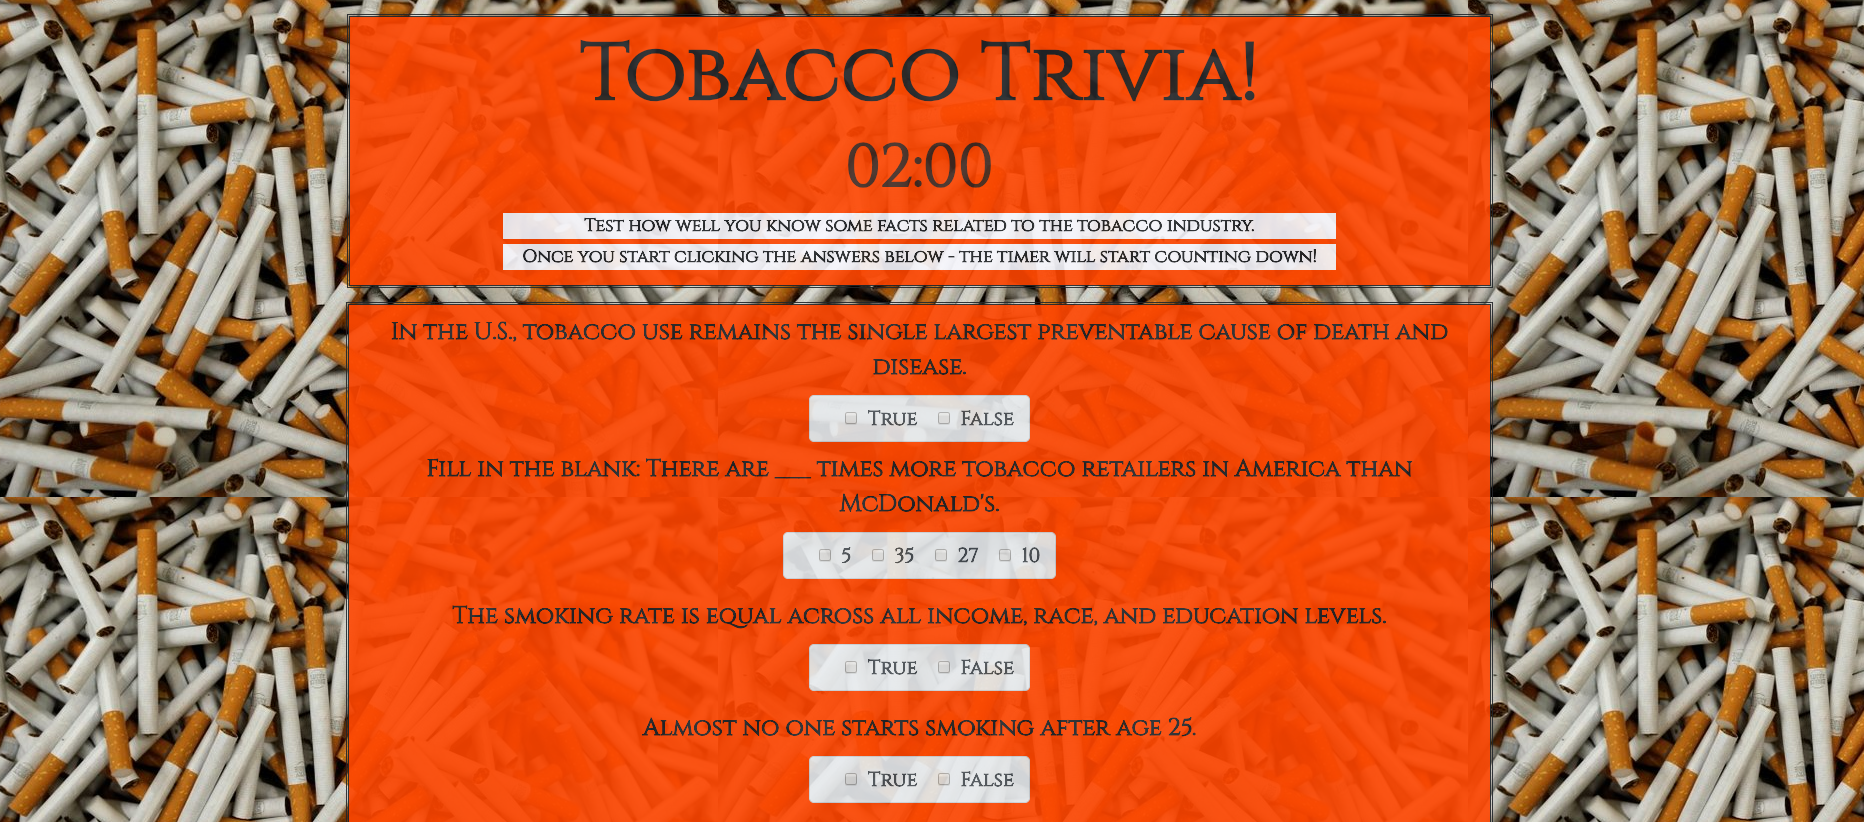 Tobacco Trivia!
02:00
Test how well you know some facts related to the tobacco industry.
Once you start clicking the answers below - the timer will start counting down!
In the U.S., tobacco use remains the single largest preventable cause of death and
disease.
True False
Fill in the blank: There are ___ times more tobacco retailers in America than
McDonald's.
5 35 27 10
The smoking rate is equal across all income, race, and education levels.
True False
Almost no one starts smoking after age 25.
True False